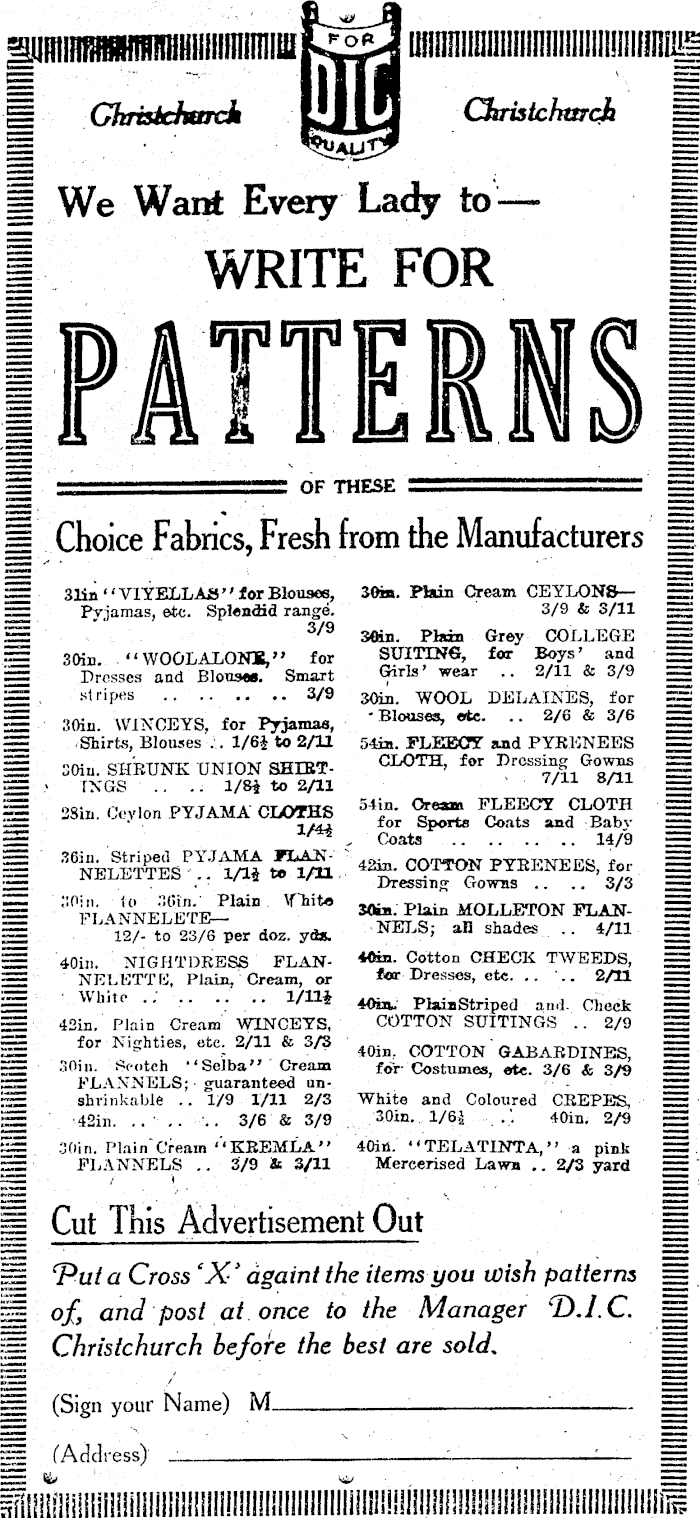 FOR
DIC
QUALITY
Christchurch
Christchurch
We Want Every Lady to—
WRITE FOR
PATTERNS
OF THESE
Choice Fabrics, Fresh from the Manufacturers
31in "VIYELLAS" for Blouses,
Pyjamas, etc. Splendid range.
3/9
30in. "WOOLALONE," for
Dresses and Blouses. Smart
stripes .. .. .. .. 3/9
30in. WINCEYS, for Pyjamas,
Shirts, Blouses .. 1/6½ to 2/11
30in. SHRUNK UNION SHIRT-
INGS .. .. 1/8½ to 2/11
28in. Ceylon PYJAMA CLOTHS
1/4½
36in. Striped PYJAMA FLAN-
NELETTES .. 1/1½ to 1/11
30in. to 36in. Plain White
FLANNELETE—
12/- to 23/6 per doz. yds.
40in. NIGHTDRESS FLAN-
NELETTE, Plain, Cream, or
White .. .. .. .. 1/11½
42in. Plain Cream WINCEYS,
for Nighties, etc. 2/11 & 3/3
30in. Scotch "Selba" Cream
FLANNELS; guaranteed un-
shrinkable .. 1/9 1/11 2/3
42in. .. .. .. 3/6 & 3/9
30in. Plain Cream "KREMLA"
FLANNELS .. 3/9 & 3/11
30in. Plain Cream CEYLONS—
3/9 & 3/11
30in. Plain Grey COLLEGE
SUITING, for Boys' and
Girls' wear .. 2/11 & 3/9
30in. WOOL DELAINES, for
Blouses, etc. .. 2/6 & 3/6
54in. FLEECY and PYRENEES
CLOTH, for Dressing Gowns
7/11 8/11
54in. Cream FLEECY CLOTH
for Sports Coats and Baby
Coats .. .. .. .. 14/9
42in. COTTON PYRENEES, for
Dressing Gowns .. .. 3/3
30in. Plain MOLLETON FLAN-
NELS; all shades .. 4/11
40in. Cotton CHECK TWEEDS,
for Dresses, etc. .. .. 2/11
40in. PlainStriped and Check
COTTON SUITINGS .. 2/9
40in. COTTON GABARDINES,
for Costumes, etc. 3/6 & 3/9
White and Coloured CREPES,
30in. 1/6½ .. 40in. 2/9
40in. "TELATINTA," a pink
Mercerised Lawn .. 2/3 yard
Cut This Advertisement Out
Put a Cross 'X' againt the items you wish patterns
of, and post at once to the Manager D.I.C.
Christchurch before the best are sold.
(Sign your Name) M
(Address)